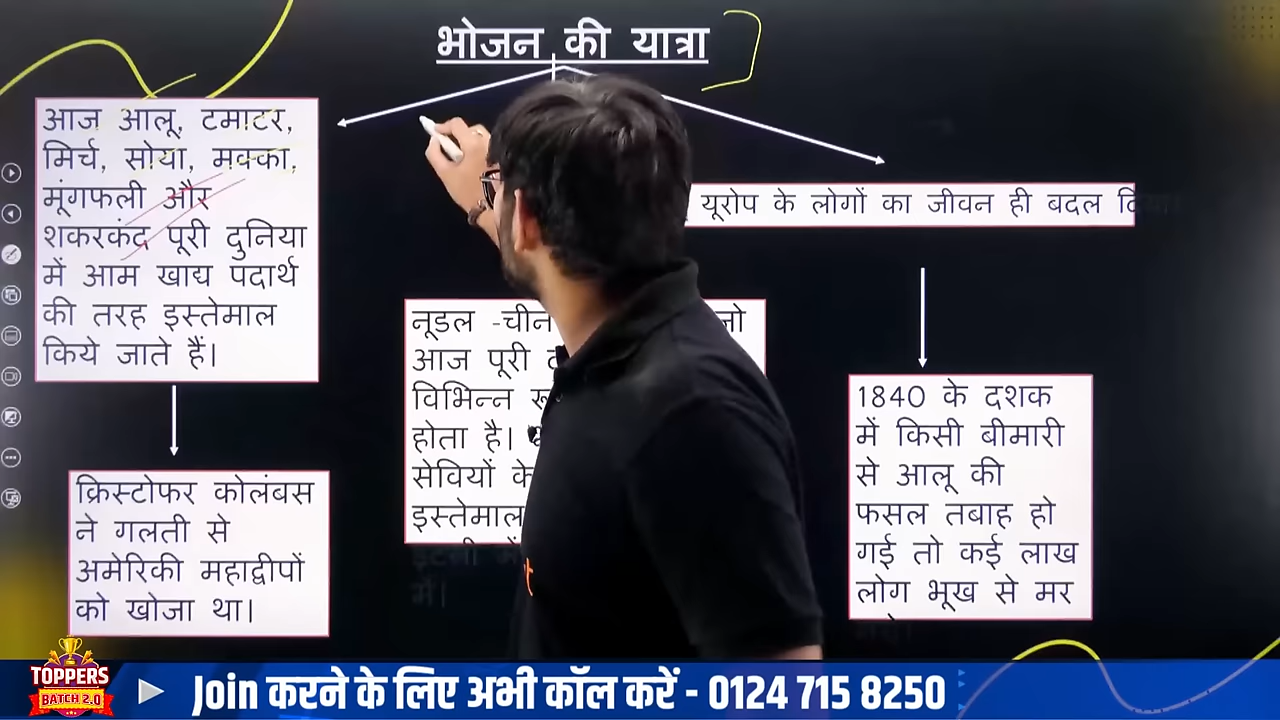 भोजन की यात्रा
आज आलू, टमाटर,
मिर्च, सोया, मक्का,
मूंगफली और
शकरकंद पूरी दुनिया
में आम खाद्य पदार्थ
की तरह इस्तेमाल
किये जाते हैं।
क्रिस्टोफर कोलंबस
ने गलती से
अमेरिकी महाद्वीपों
को खोजा था।
नूडल -चीन
आज पूरी
विभिन्न
होता है।
सेवियों के
इस्तेमाल
इटली में
में।
यूरोप के लोगों का जीवन ही बदल दिया
1840 के दशक
में किसी बीमारी
से आलू की
फसल तबाह हो
गई तो कई लाख
लोग भूख से मर
गए।
TOPPERS
BATCH 2.0
Join करने के लिए अभी कॉल करें - 0124 715 8250